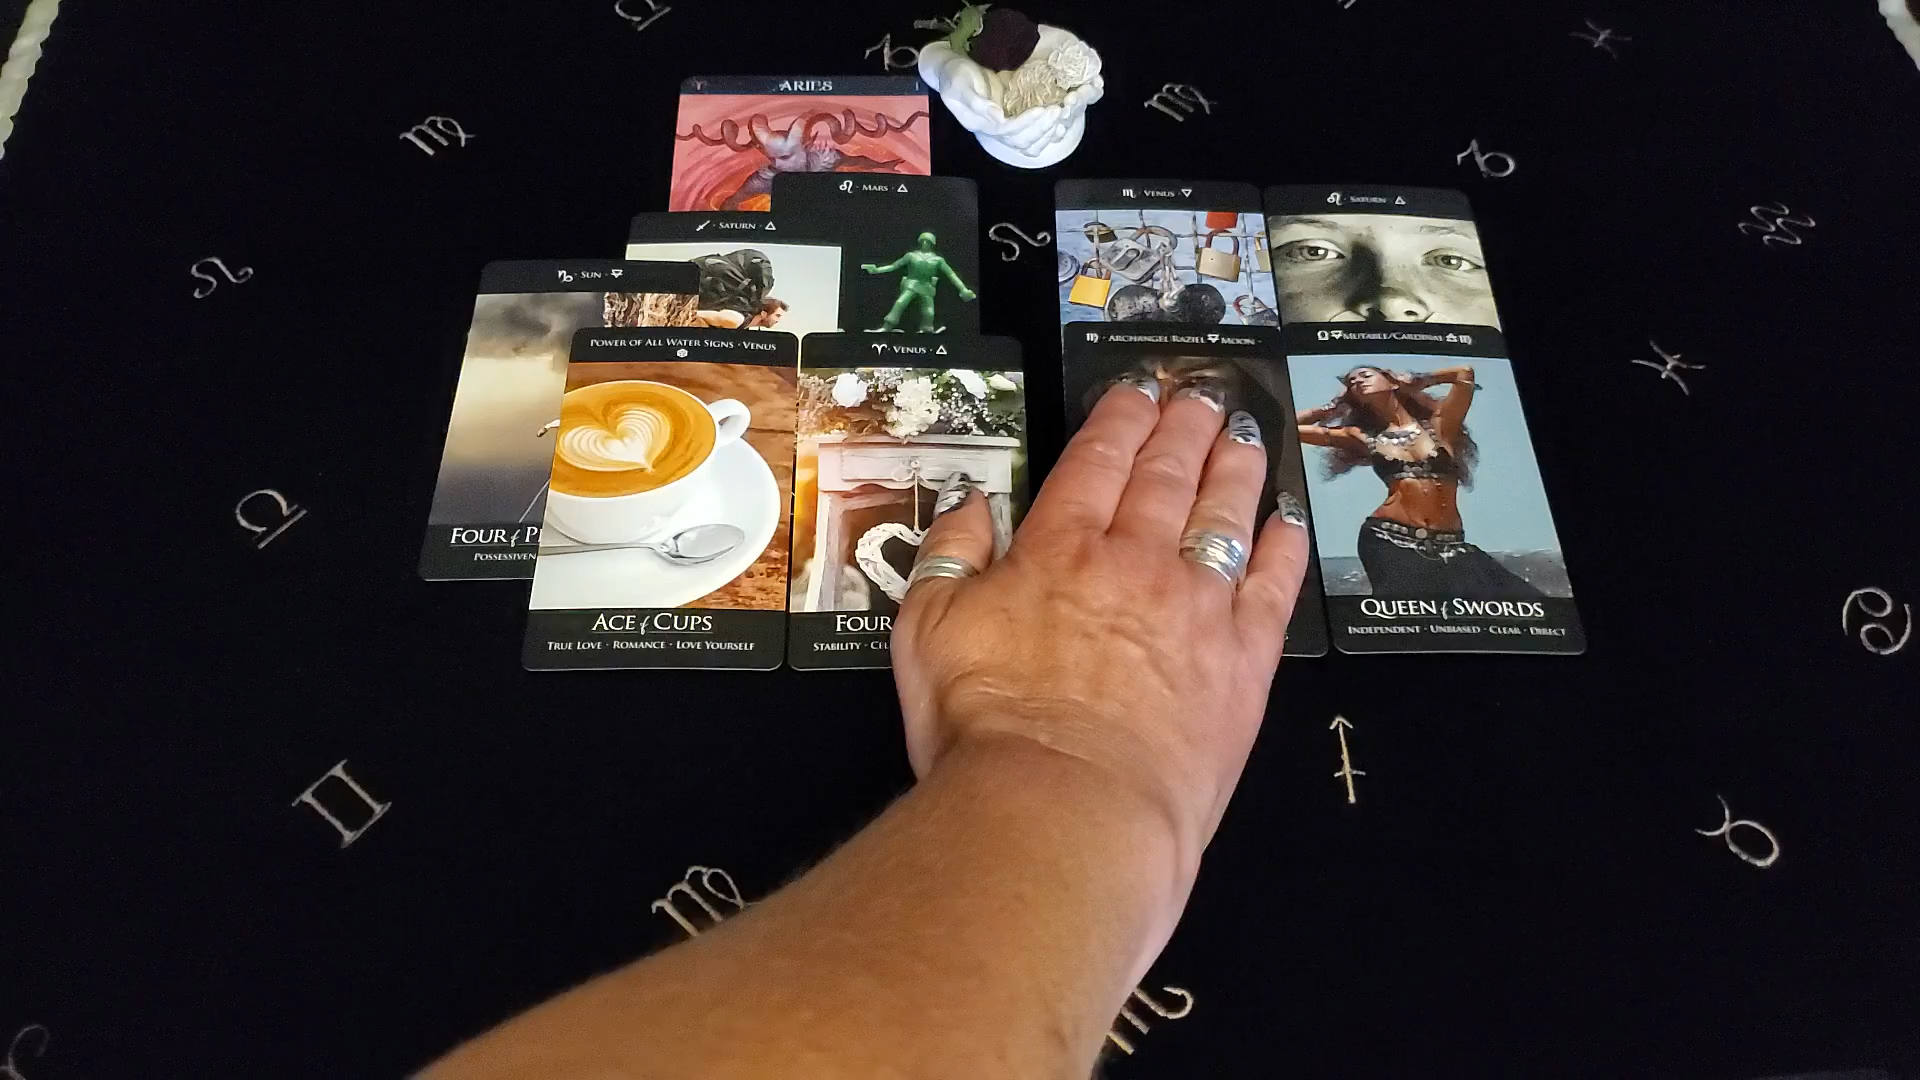 ARIES
♌ · MARS · △
♏ · VENUS · ▽
♌ · SATURN · △
♐ · SATURN · △
♑ · SUN ·
POWER OF ALL WATER SIGNS · VENUS
♈ · VENUS · △
♏ · ARCHANGEL RAZIEL MOON ·
MUTABLE/CARDINAL
FOUR of
POSSESSIVEN
ACE of CUPS
TRUE LOVE · ROMANCE · LOVE YOURSELF
FOUR
STABILITY ·
QUEEN of SWORDS
INDEPENDENT · UNBIASED · CLEAR · DIRECT